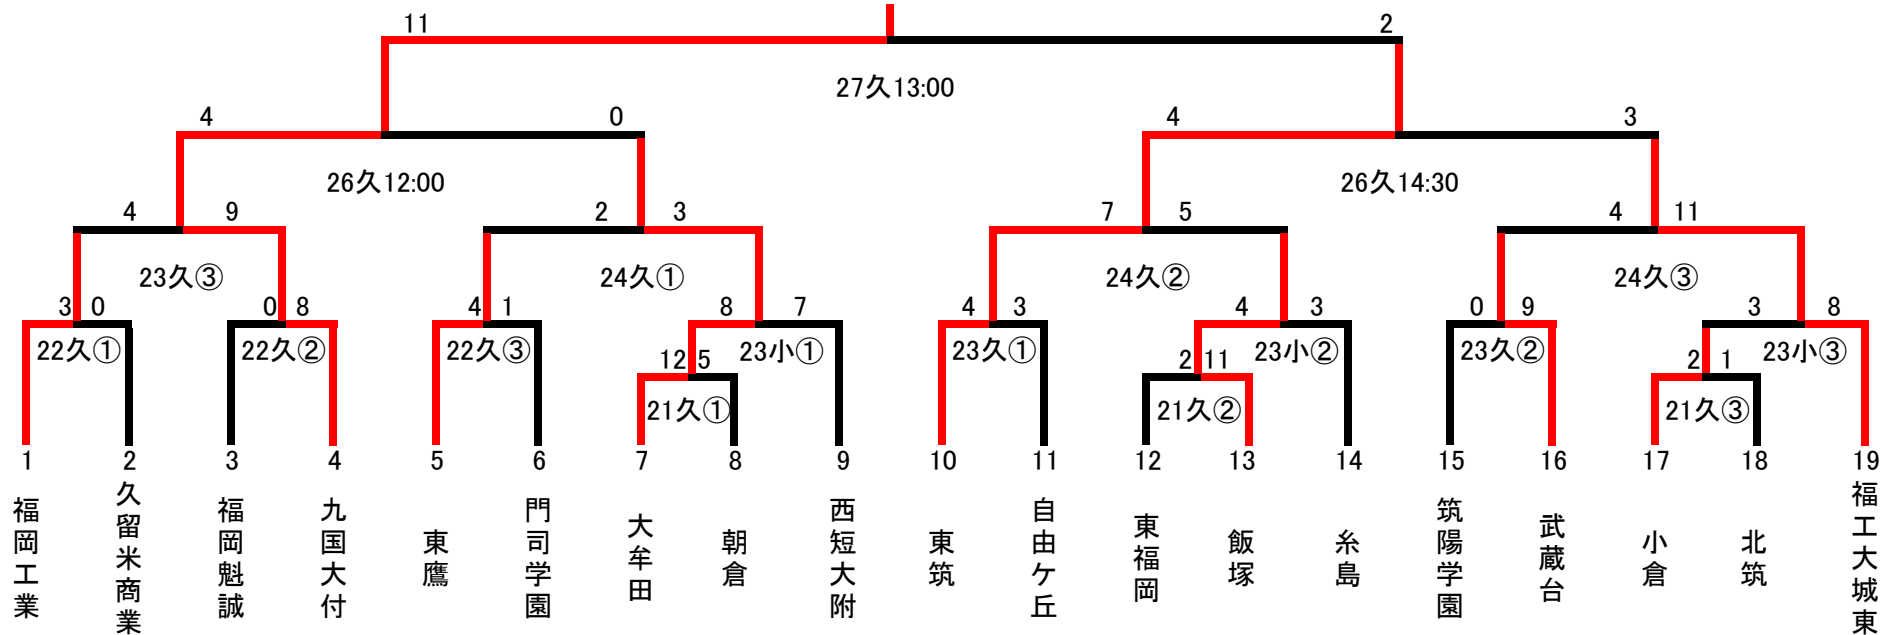 11 2
27久13:00
4 0 4 3
26久12:00 26久14:30
4 9 2 3 7 5 4 11
23久③ 24久① 24久② 24久③
3 0 0 8 4 1 8 7 4 3 4 3 0 9 3 8
22久① 22久② 22久③ 23小① 23久① 23小② 23久② 23小③
12 5 2 11 2 1
21久① 21久② 21久③
1 2 3 4 5 6 7 8 9 10 11 12 13 14 15 16 17 18 19
福岡工業
久留米商業
福岡魁誠
九国大付
東鷹
門司学園
大牟田
朝倉
西短大附
東筑
自由ケ丘
東福岡
飯塚
糸島
筑陽学園
武蔵台
小倉
北筑
福工大城東